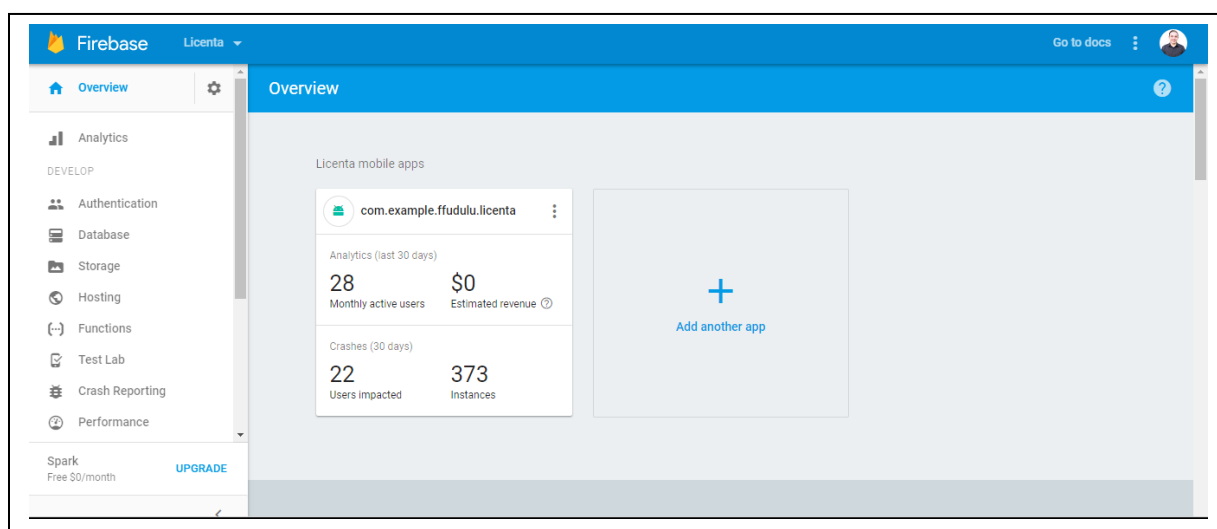 Firebase Licenta Go to docs
Overview
Overview
Analytics
DEVELOP
Authentication
Database
Storage
Hosting
Functions
Test Lab
Crash Reporting
Performance
Spark
Free $0/month
UPGRADE
Licenta mobile apps
com.example.ffudulu.licenta
Analytics (last 30 days)
28 $0
Monthly active users Estimated revenue
Crashes (30 days)
22 373
Users impacted Instances
Add another app